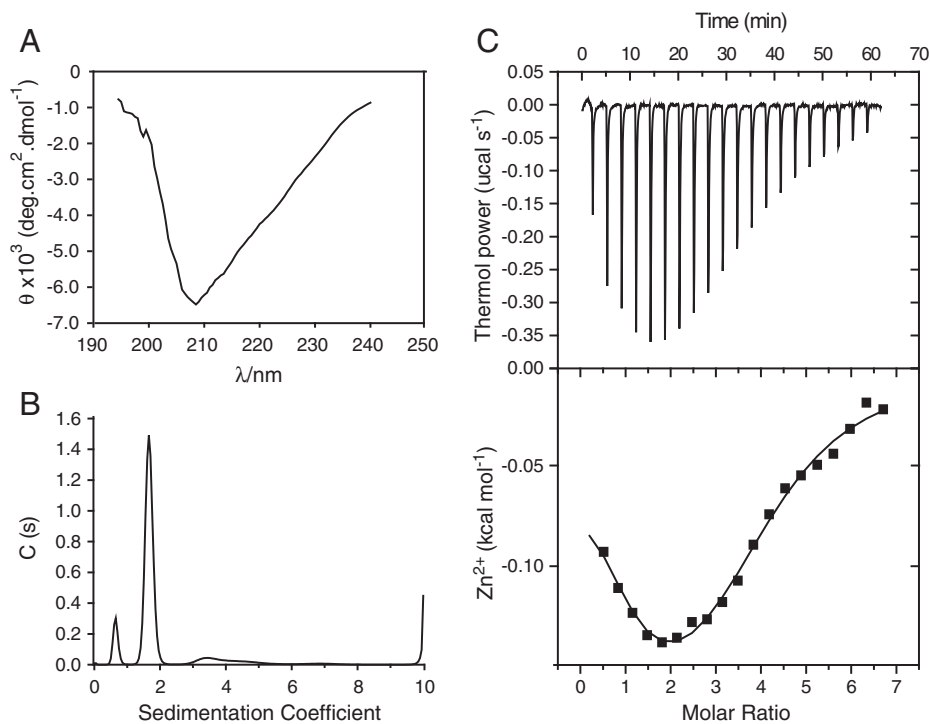 A
0
-1.0
-2.0
-3.0
-4.0
-5.0
-6.0
-7.0
θ x10³ (deg.cm².dmol⁻¹)
190 200 210 220 230 240 250
λ/nm
B
1.6
1.4
1.2
1.0
0.8
0.6
0.4
0.2
0.0
C (s)
0 2 4 6 8 10
Sedimentation Coefficient
C
Time (min)
0 10 20 30 40 50 60 70
0.05
0.00
-0.05
-0.10
-0.15
-0.20
-0.25
-0.30
-0.35
0.00
Thermol power (ucal s⁻¹)
-0.05
-0.10
-0.15
Zn²⁺ (kcal mol⁻¹)
0 1 2 3 4 5 6 7
Molar Ratio